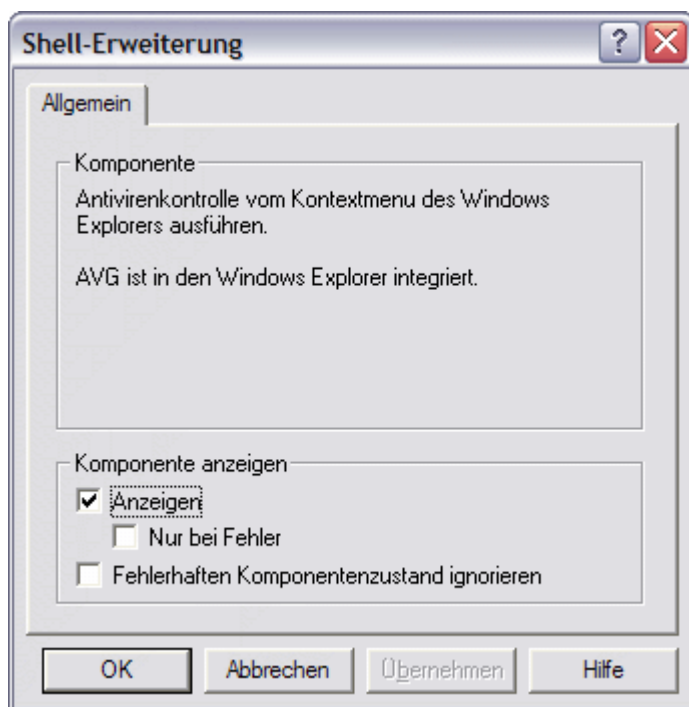 Shell-Erweiterung
Allgemein
Komponente
Antivirenkontrolle vom Kontextmenu des Windows
Explorers ausführen.
AVG ist in den Windows Explorer integriert.
Komponente anzeigen
Anzeigen
Nur bei Fehler
Fehlerhaften Komponentenzustand ignorieren
OK Abbrechen Übernehmen Hilfe